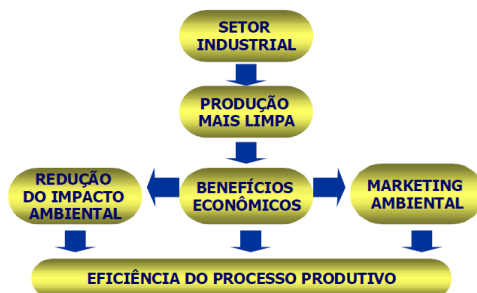 SETOR
INDUSTRIAL
PRODUÇÃO
MAIS LIMPA
REDUÇÃO
DO IMPACTO
AMBIENTAL
BENEFÍCIOS
ECONÔMICOS
MARKETING
AMBIENTAL
EFICIÊNCIA DO PROCESSO PRODUTIVO